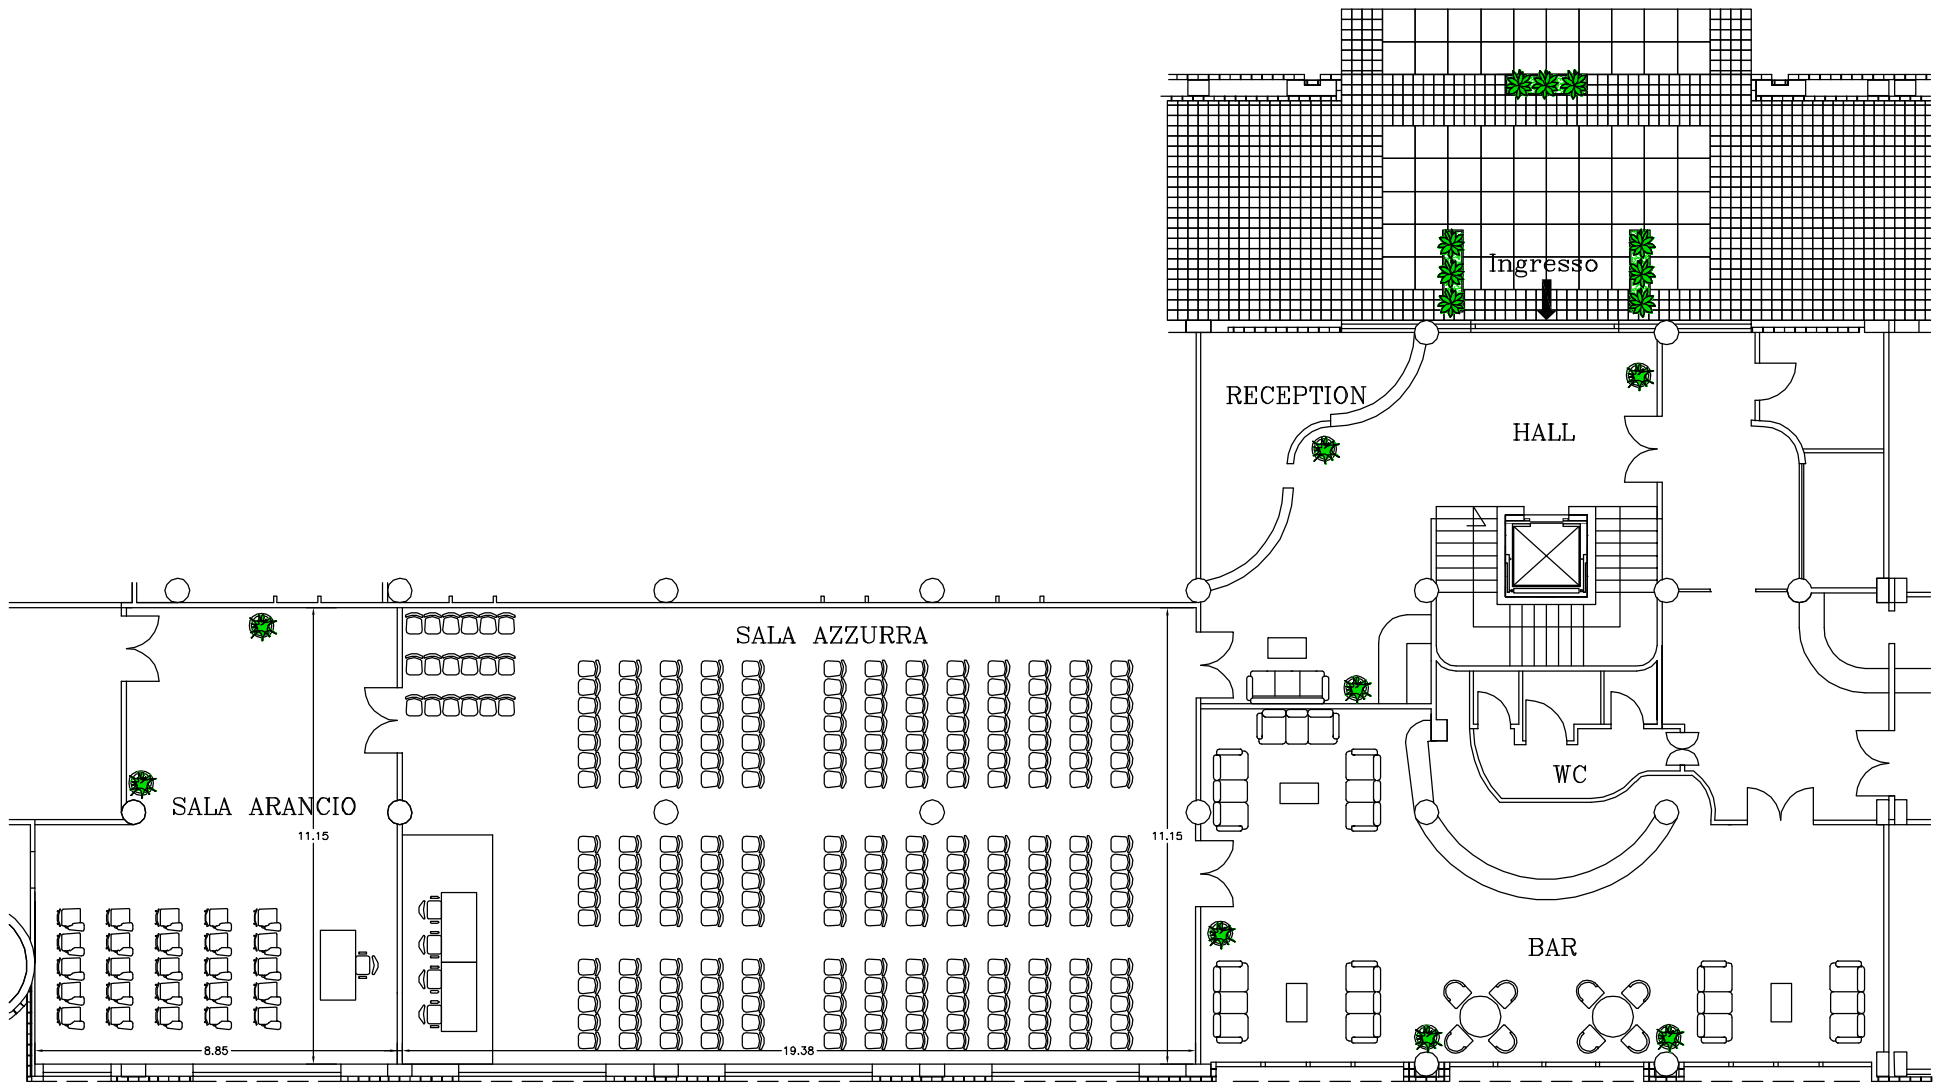 Ingresso
RECEPTION
HALL
SALA AZZURRA
WC
SALA ARANCIO
11.15
11.15
BAR
8.85
19.38